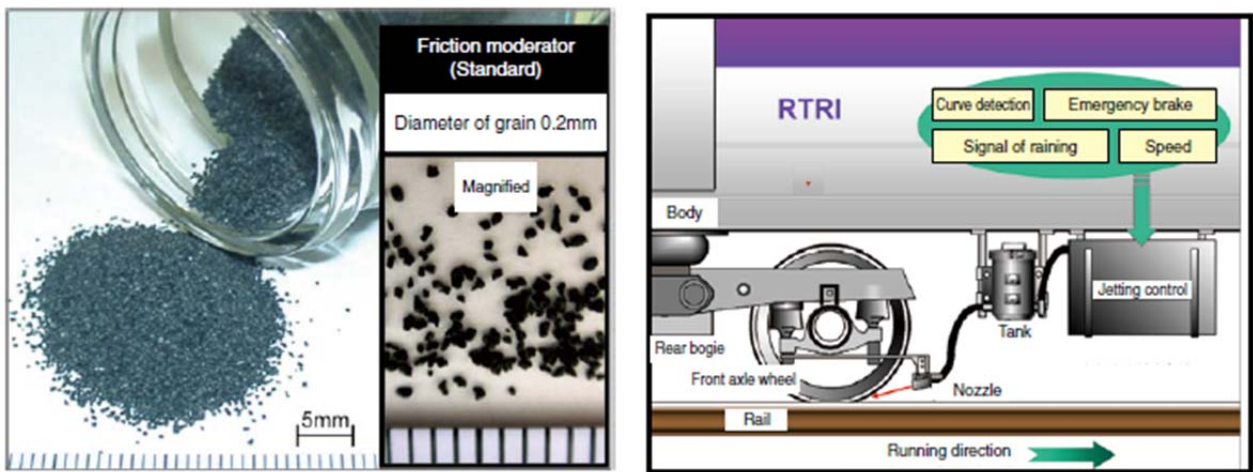 Friction moderator
(Standard)
Diameter of grain 0.2mm
Magnified
5mm
RTRI
Curve detection
Emergency brake
Signal of raining
Speed
Body
Jetting control
Tank
Rear bogie
Front axle wheel
Nozzle
Rail
Running direction